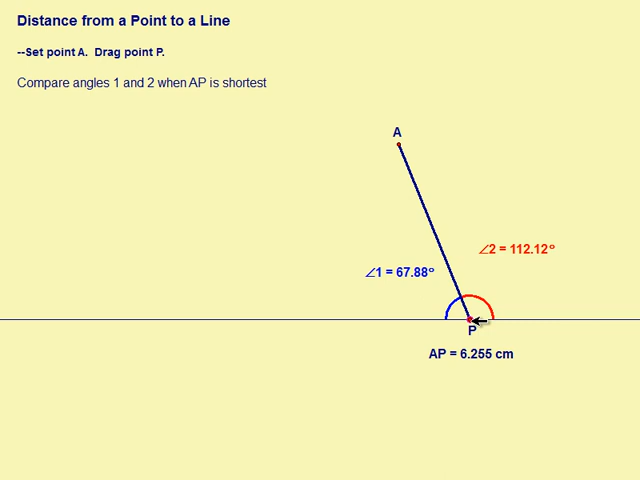 Distance from a Point to a Line
--Set point A.  Drag point P.
Compare angles 1 and 2 when AP is shortest
A
∠2 = 112.12°
∠1 = 67.88°
P
AP = 6.255 cm